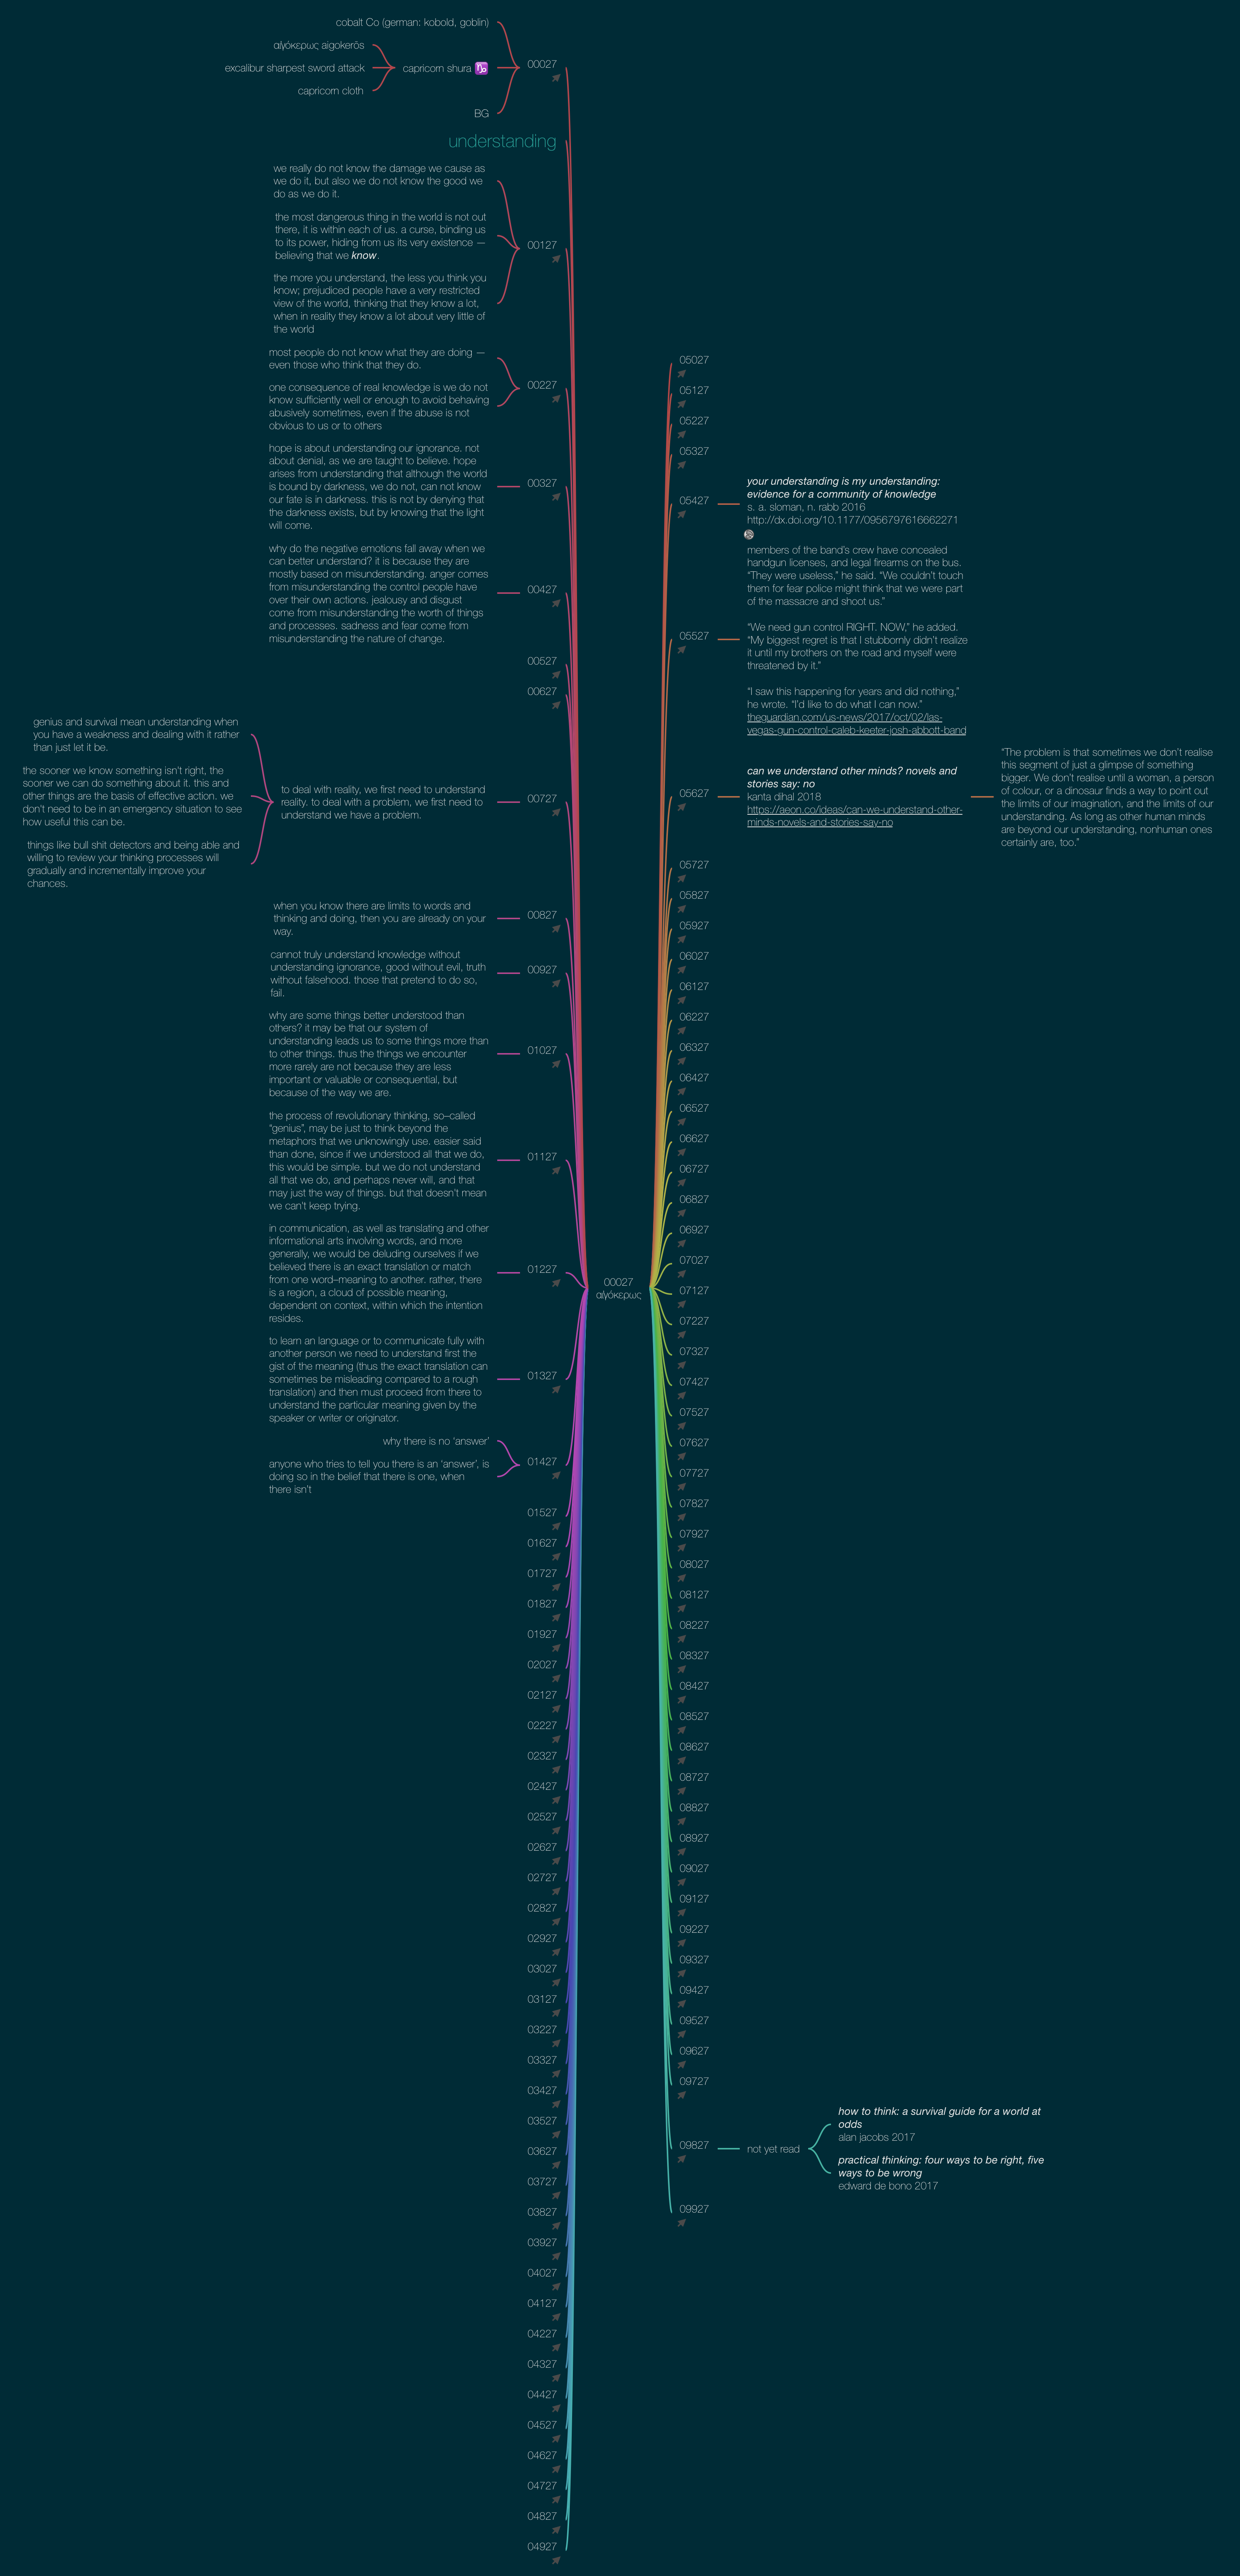 cobalt Co (german: kobold, goblin)
αἰγόκερως aigokerōs
excalibur sharpest sword attack
capricorn cloth
capricorn shura ♑
BG
00027
understanding
we really do not know the damage we cause as
we do it, but also we do not know the good we
do as we do it.
the most dangerous thing in the world is not out
there, it is within each of us. a curse, binding us
to its power, hiding from us its very existence —
believing that we know.
the more you understand, the less you think you
know; prejudiced people have a very restricted
view of the world, thinking that they know a lot,
when in reality they know a lot about very little of
the world
00127
most people do not know what they are doing —
even those who think that they do.
one consequence of real knowledge is we do not
know sufficiently well or enough to avoid behaving
abusively sometimes, even if the abuse is not
obvious to us or to others
00227
hope is about understanding our ignorance. not
about denial, as we are taught to believe. hope
arises from understanding that although the world
is bound by darkness, we do not, can not know
our fate is in darkness. this is not by denying that
the darkness exists, but by knowing that the light
will come.
00327
why do the negative emotions fall away when we
can better understand? it is because they are
mostly based on misunderstanding. anger comes
from misunderstanding the control people have
over their own actions. jealousy and disgust
come from misunderstanding the worth of things
and processes. sadness and fear come from
misunderstanding the nature of change.
00427
00527
00627
genius and survival mean understanding when
you have a weakness and dealing with it rather
than just let it be.
the sooner we know something isn't right, the
sooner we can do something about it. this and
other things are the basis of effective action. we
don't need to be in an emergency situation to see
how useful this can be.
things like bull shit detectors and being able and
willing to review your thinking processes will
gradually and incrementally improve your
chances.
to deal with reality, we first need to understand
reality. to deal with a problem, we first need to
understand we have a problem.
00727
when you know there are limits to words and
thinking and doing, then you are already on your
way.
00827
cannot truly understand knowledge without
understanding ignorance, good without evil, truth
without falsehood. those that pretend to do so,
fail.
00927
why are some things better understood than
others? it may be that our system of
understanding leads us to some things more than
to other things. thus the things we encounter
more rarely are not because they are less
important or valuable or consequential, but
because of the way we are.
01027
the process of revolutionary thinking, so–called
“genius”, may be just to think beyond the
metaphors that we unknowingly use. easier said
than done, since if we understood all that we do,
this would be simple. but we do not understand
all that we do, and perhaps never will, and that
may just the way of things. but that doesn't mean
we can't keep trying.
01127
in communication, as well as translating and other
informational arts involving words, and more
generally, we would be deluding ourselves if we
believed there is an exact translation or match
from one word–meaning to another. rather, there
is a region, a cloud of possible meaning,
dependent on context, within which the intention
resides.
01227
to learn an language or to communicate fully with
another person we need to understand first the
gist of the meaning (thus the exact translation can
sometimes be misleading compared to a rough
translation) and then must proceed from there to
understand the particular meaning given by the
speaker or writer or originator.
01327
why there is no ‘answer’
anyone who tries to tell you there is an ‘answer’, is
doing so in the belief that there is one, when
there isn't
01427
01527
01627
01727
01827
01927
02027
02127
02227
02327
02427
02527
02627
02727
02827
02927
03027
03127
03227
03327
03427
03527
03627
03727
03827
03927
04027
04127
04227
04327
04427
04527
04627
04727
04827
04927
00027
αἰγόκερως
05027
05127
05227
05327
05427
your understanding is my understanding:
evidence for a community of knowledge
s. a. sloman, n. rabb 2016
http://dx.doi.org/10.1177/0956797616662271
05527
members of the band's crew have concealed
handgun licenses, and legal firearms on the bus.
“They were useless,” he said. “We couldn't touch
them for fear police might think that we were part
of the massacre and shoot us.”
“We need gun control RIGHT. NOW,” he added.
“My biggest regret is that I stubbornly didn't realize
it until my brothers on the road and myself were
threatened by it.”
“I saw this happening for years and did nothing,”
he wrote. “I'd like to do what I can now.”
theguardian.com/us-news/2017/oct/02/las-
vegas-gun-control-caleb-keeter-josh-abbott-band
05627
can we understand other minds? novels and
stories say: no
kanta dihal 2018
https://aeon.co/ideas/can-we-understand-other-
minds-novels-and-stories-say-no
“The problem is that sometimes we don't realise
this segment of just a glimpse of something
bigger. We don't realise until a woman, a person
of colour, or a dinosaur finds a way to point out
the limits of our imagination, and the limits of our
understanding. As long as other human minds
are beyond our understanding, nonhuman ones
certainly are, too.”
05727
05827
05927
06027
06127
06227
06327
06427
06527
06627
06727
06827
06927
07027
07127
07227
07327
07427
07527
07627
07727
07827
07927
08027
08127
08227
08327
08427
08527
08627
08727
08827
08927
09027
09127
09227
09327
09427
09527
09627
09727
09827
not yet read
how to think: a survival guide for a world at
odds
alan jacobs 2017
practical thinking: four ways to be right, five
ways to be wrong
edward de bono 2017
09927